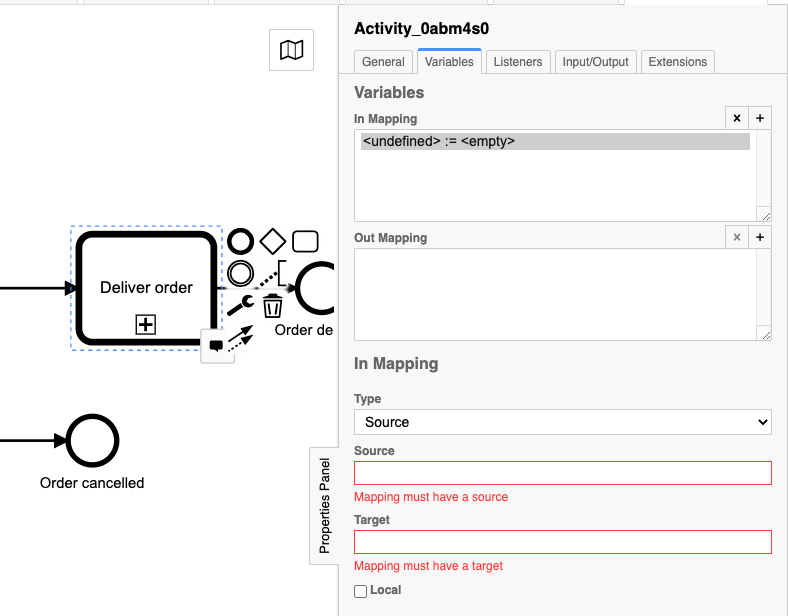 Activity_0abm4s0
General Variables Listeners Input/Output Extensions
Variables
In Mapping
<undefined> := <empty>
Out Mapping
In Mapping
Type
Source
Source
Mapping must have a source
Target
Mapping must have a target
Local
Properties Panel
Deliver order
Order de
Order cancelled